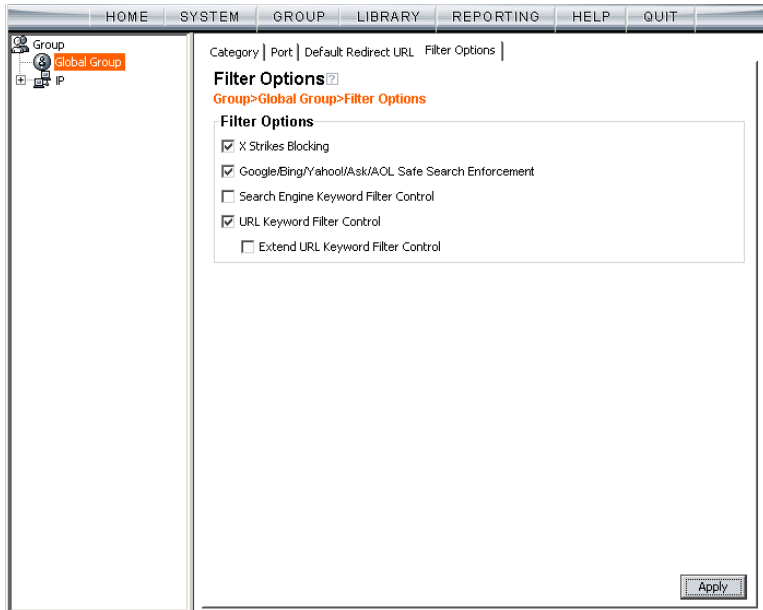 HOME SYSTEM GROUP LIBRARY REPORTING HELP QUIT
Group
Global Group
IP
Category | Port | Default Redirect URL Filter Options |
Filter Options?
Group>Global Group>Filter Options
Filter Options
X Strikes Blocking
Google/Bing/Yahoo!/Ask/AOL Safe Search Enforcement
Search Engine Keyword Filter Control
URL Keyword Filter Control
Extend URL Keyword Filter Control
Apply